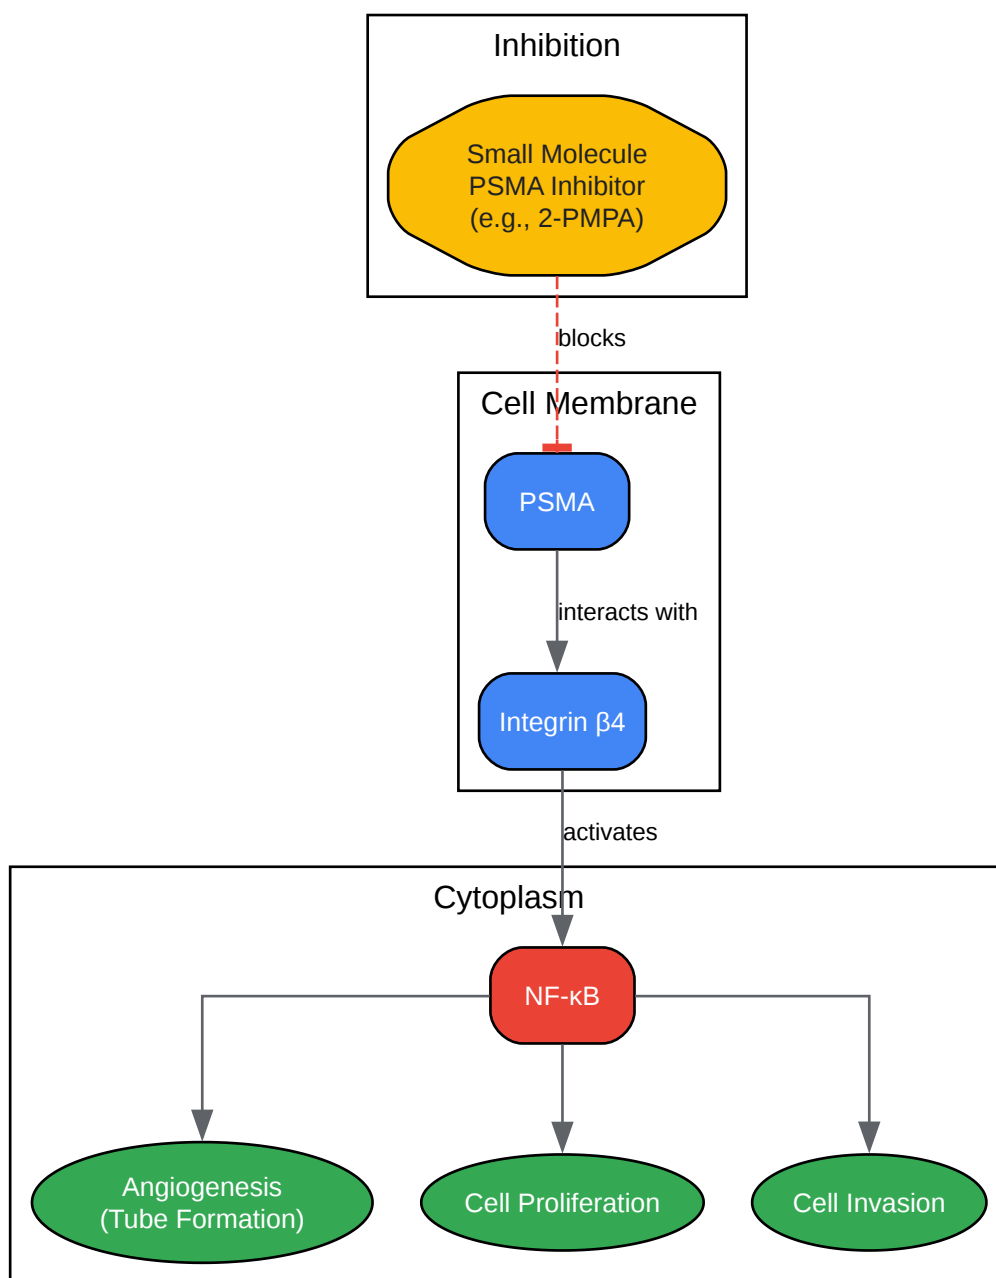 Inhibition
Small Molecule
PSMA Inhibitor
(e.g., 2-PMPA)
blocks
Cell Membrane
PSMA
interacts with
Integrin β4
activates
Cytoplasm
NF-κB
Angiogenesis
(Tube Formation)
Cell Proliferation
Cell Invasion